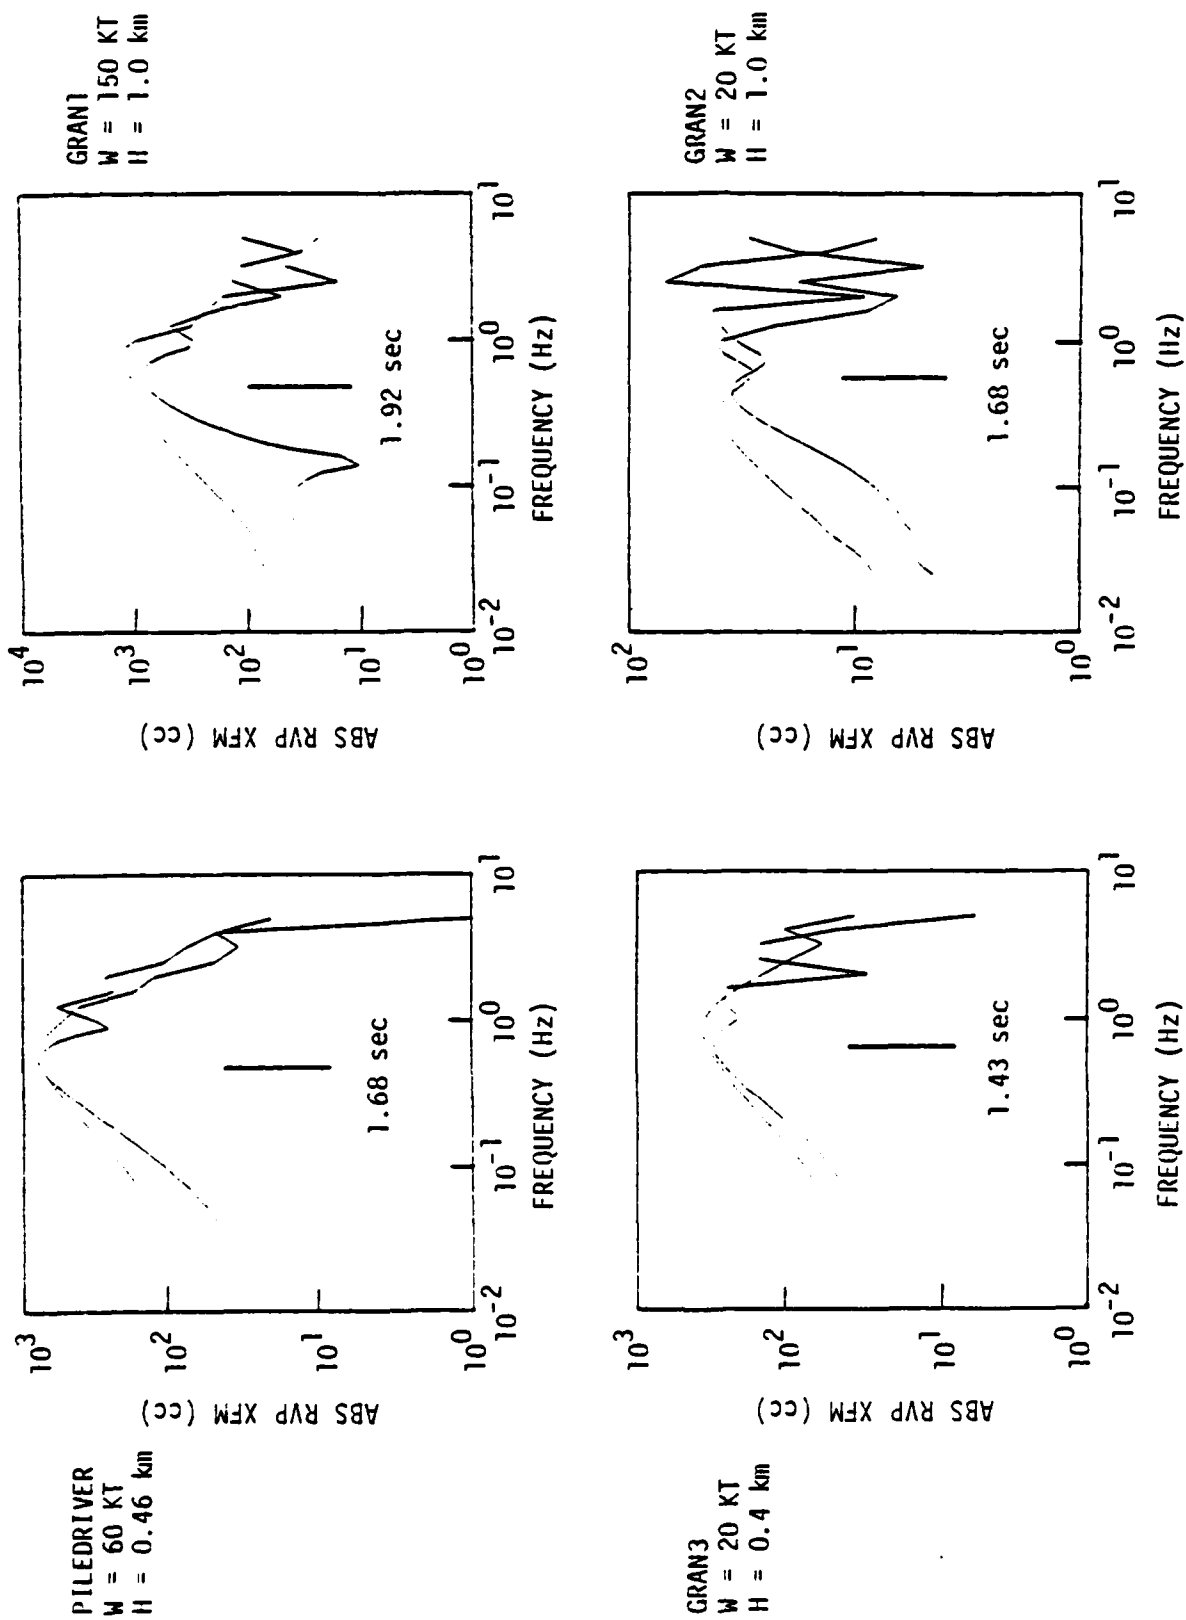 PILEDRIVER
W = 60 KT
H = 0.46 km
ABS RVP XFM (cc)
10^3
10^2
10^1
10^0
10^-2
10^-1
10^0
10^1
FREQUENCY (Hz)
1.68 sec
GRAN1
W = 150 KT
H = 1.0 km
ABS RVP XFM (cc)
10^4
10^3
10^2
10^1
10^0
10^-2
10^-1
10^0
10^1
FREQUENCY (Hz)
1.92 sec
GRAN3
W = 20 KT
H = 0.4 km
ABS RVP XFM (cc)
10^3
10^2
10^1
10^0
10^-2
10^-1
10^0
10^1
FREQUENCY (Hz)
1.43 sec
GRAN2
W = 20 KT
H = 1.0 km
ABS RVP XFM (cc)
10^2
10^1
10^0
10^-2
10^-1
10^0
10^1
FREQUENCY (Hz)
1.68 sec